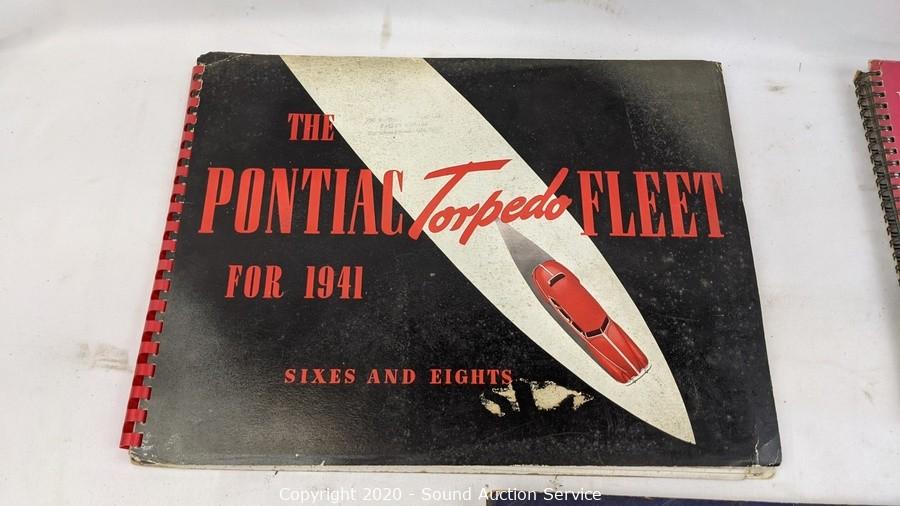 THE
PONTIAC Torpedo FLEET
FOR 1941
SIXES AND EIGHTS
Copyright 2020 - Sound Auction Service